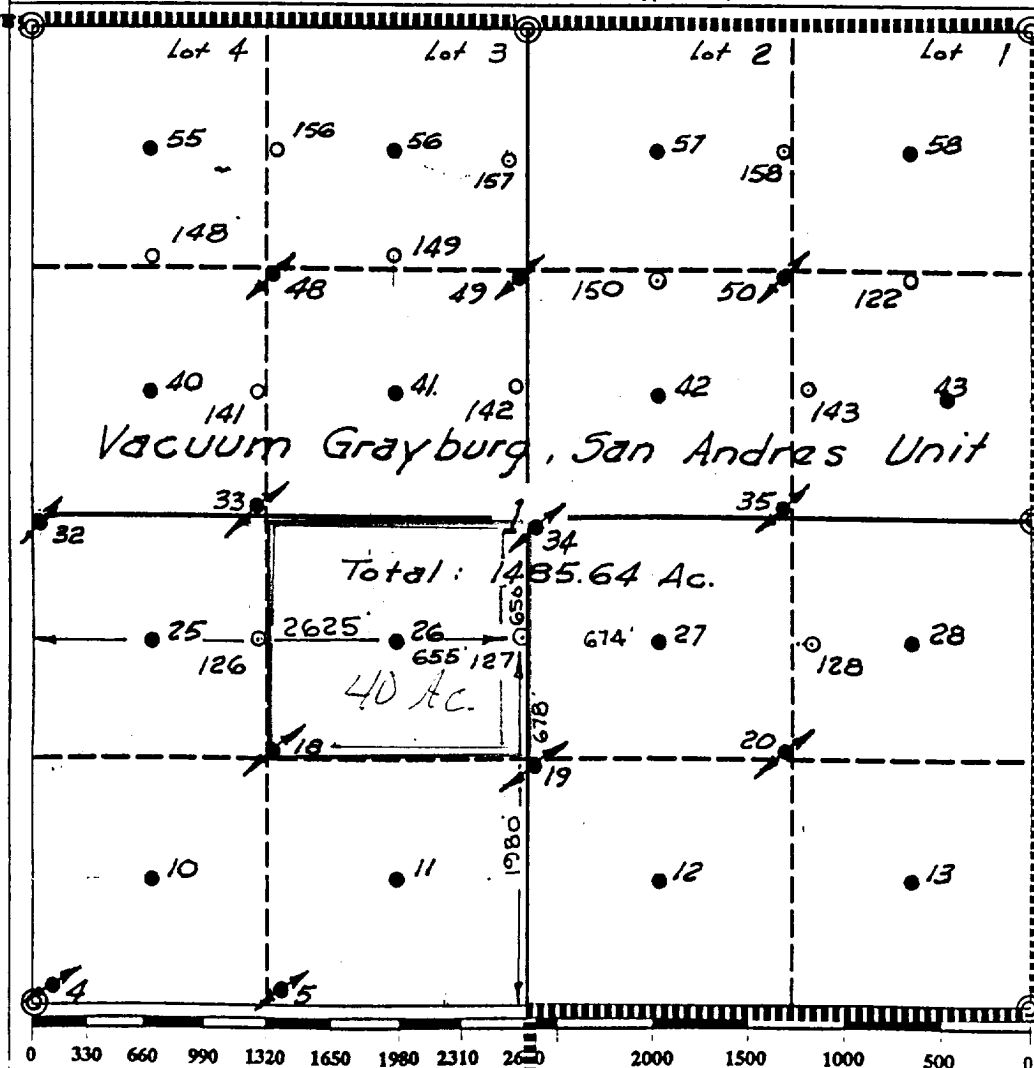 Lot 4 Lot 3 Lot 2 Lot 1
55 156 56 157 57 158 58
148 149
48 49 150 50 122
40 141 41. 142 42 143 43
Vacuum Grayburg, San Andres Unit
32 33 1 34 35
Total: 1485.64 Ac.
650'
25 2625' 26 674' 27 28
126 655' 127 128
40 Ac.
678'
18 19 20
1980'
10 11 12 13
4 5
0 330 660 990 1320 1650 1980 2310 2000 1500 1000 500 0